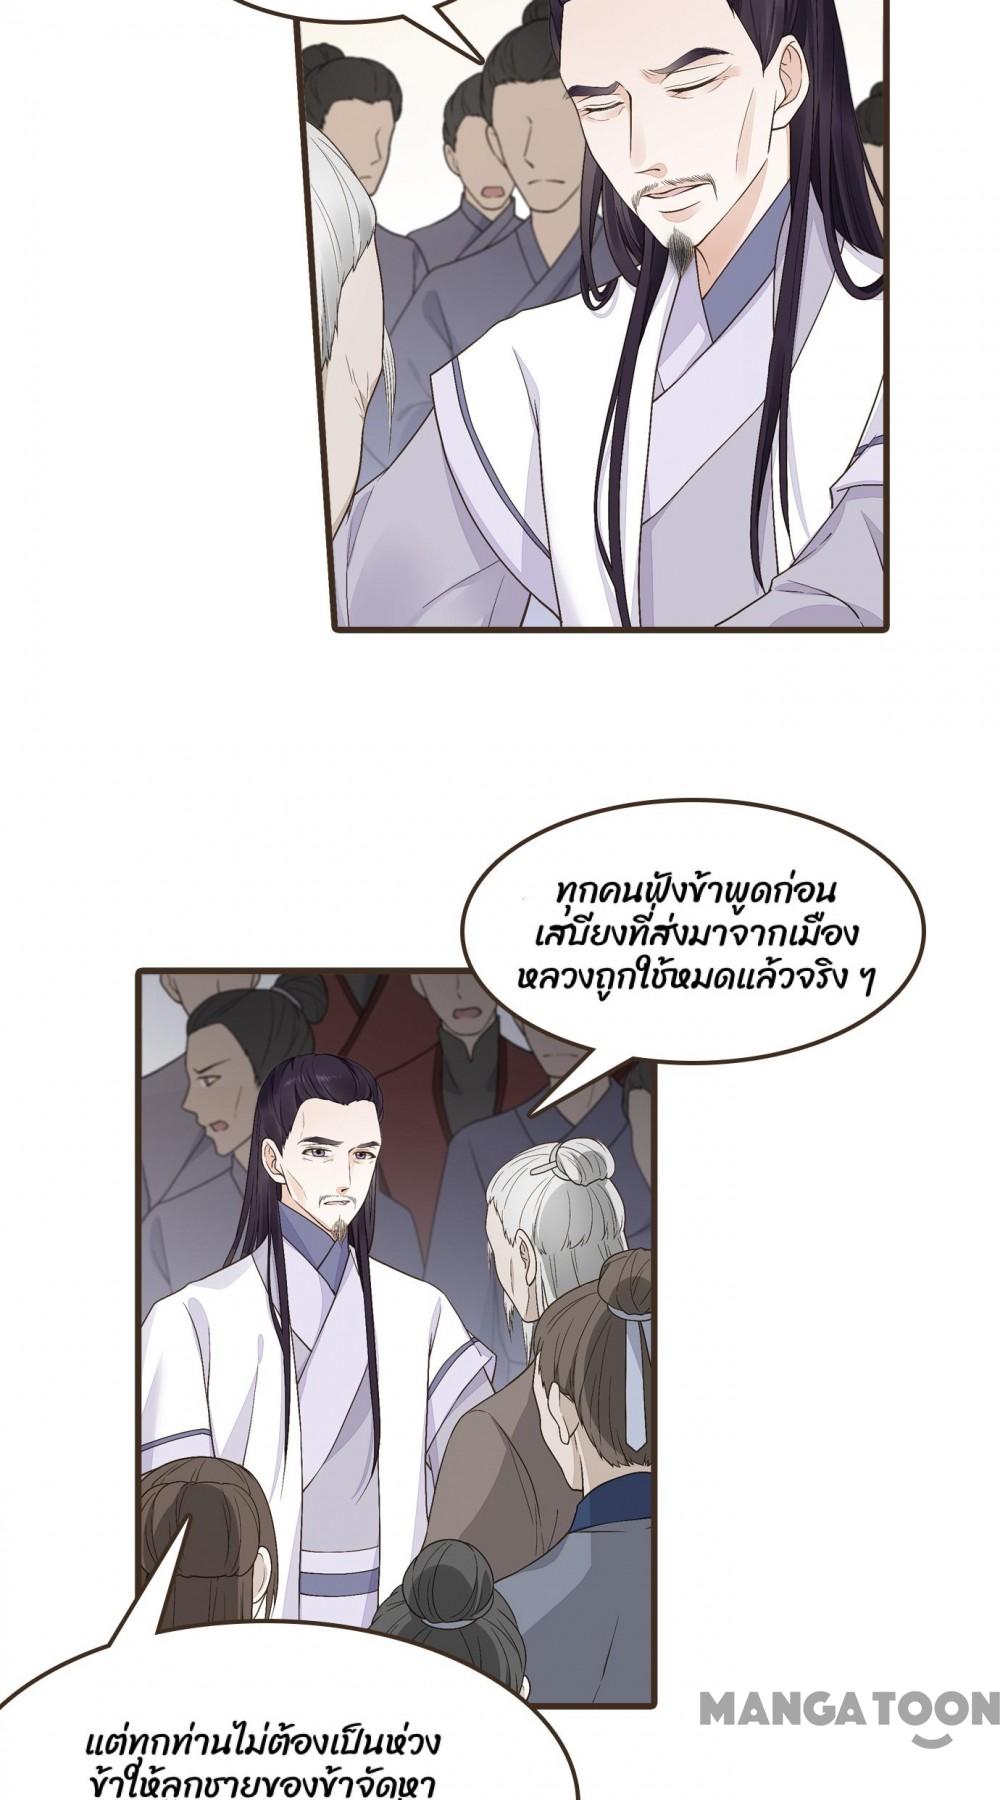 ทุกคนฟังข้าพูดก่อน
เสบียงที่ส่งมาจากเมือง
หลวงถูกใช้หมดแล้วจริง ๆ
MANGATOON
แต่ทุกท่านไม่ต้องเป็นห่วง
ข้าให้ลูกชายของข้าจัดหา